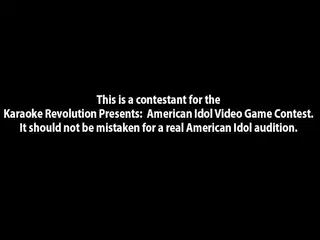 This is a contestant for the
Karaoke Revolution Presents:  American Idol Video Game Contest.
It should not be mistaken for a real American Idol audition.